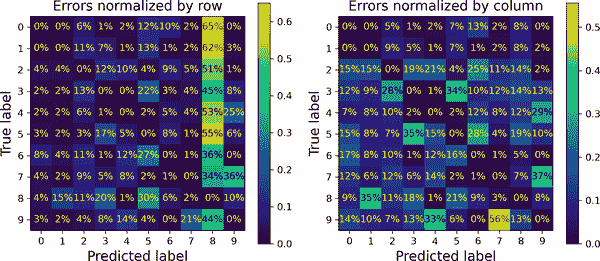 Errors normalized by row
True label
0 0% 0% 6% 1% 2% 12% 10% 2% 65% 0%
1 0% 0% 11% 7% 1% 13% 1% 2% 62% 3%
2 4% 4% 0% 12% 10% 4% 9% 5% 51% 1%
3 2% 2% 13% 0% 0% 22% 3% 4% 45% 8%
4 2% 2% 6% 1% 0% 2% 5% 3% 53% 25%
5 5% 2% 3% 17% 5% 0% 8% 1% 55% 6%
6 8% 4% 11% 1% 12% 27% 0% 1% 36% 0%
7 4% 2% 9% 5% 8% 2% 1% 0% 34% 36%
8 4% 15% 11% 20% 1% 30% 6% 2% 0% 10%
9 3% 2% 4% 8% 14% 4% 0% 21% 44% 0%
0 1 2 3 4 5 6 7 8 9
Predicted label
0.6
0.5
0.4
0.3
0.2
0.1
0.0
Errors normalized by column
True label
0 0% 0% 5% 1% 2% 7% 13% 2% 8% 0%
1 0% 0% 9% 5% 1% 7% 1% 2% 8% 2%
2 15% 15% 0% 19% 21% 4% 25% 11% 14% 2%
3 8% 12% 28% 0% 1% 34% 10% 12% 14% 13%
4 7% 8% 10% 2% 0% 2% 12% 8% 12% 29%
5 15% 8% 7% 35% 15% 0% 28% 4% 19% 10%
6 17% 8% 10% 1% 12% 16% 0% 1% 5% 0%
7 12% 6% 12% 6% 14% 2% 1% 0% 7% 37%
8 9% 35% 11% 18% 1% 21% 9% 3% 0% 8%
9 14% 10% 7% 13% 33% 6% 0% 56% 13% 0%
0 1 2 3 4 5 6 7 8 9
Predicted label
0.5
0.4
0.3
0.2
0.1
0.0